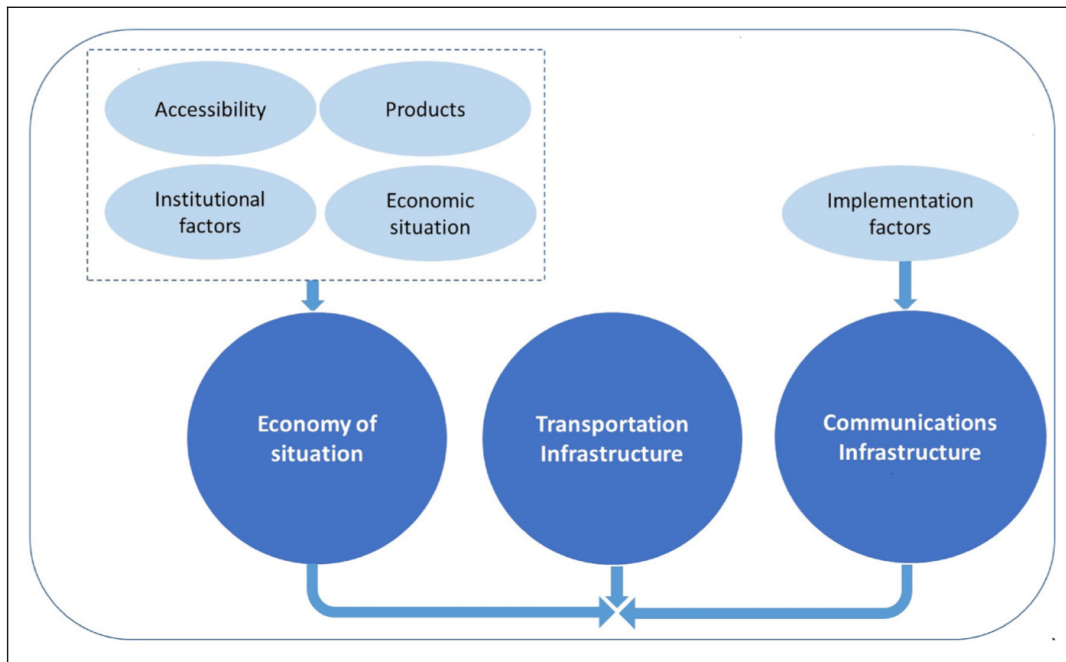 Accessibility
Products
Institutional
factors
Economic
situation
Implementation
factors
Economy of
situation
Transportation
Infrastructure
Communications
Infrastructure